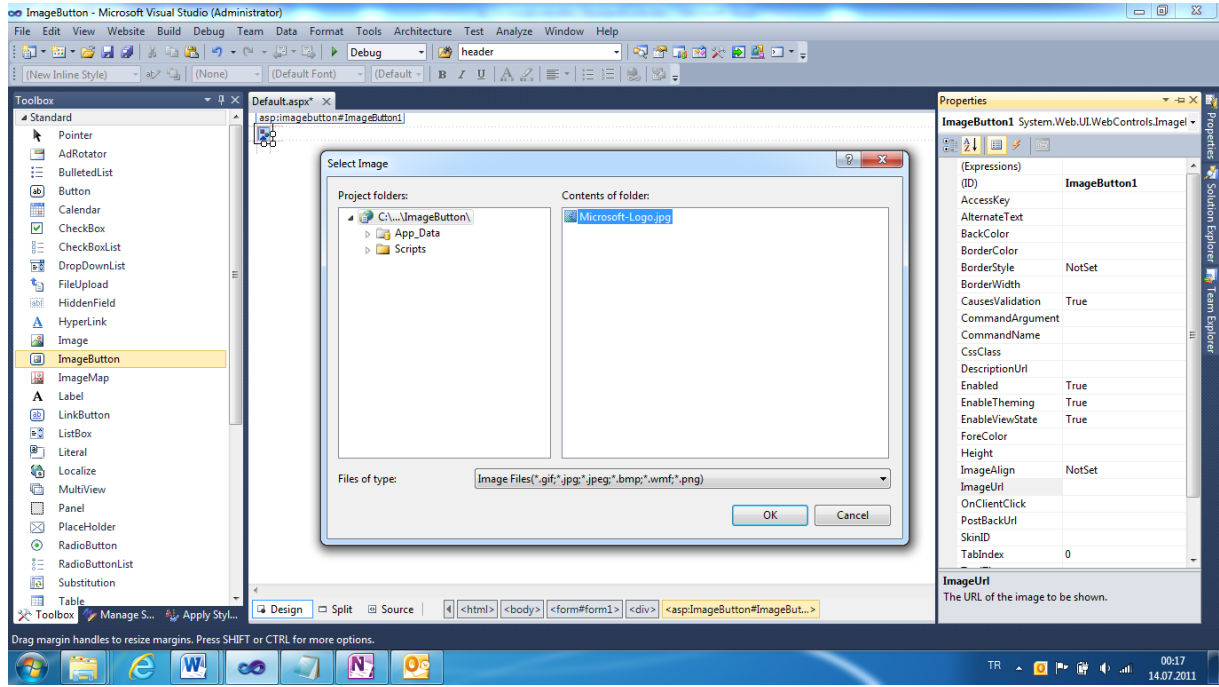 ImageButton - Microsoft Visual Studio (Administrator)
File Edit View Website Build Debug Team Data Format Tools Architecture Test Analyze Window Help
Debug header
(New Inline Style) (None) (Default Font) (Default B I U A
Toolbox
Standard
Pointer
AdRotator
BulletedList
Button
Calendar
CheckBox
CheckBoxList
DropDownList
FileUpload
HiddenField
HyperLink
Image
ImageButton
ImageMap
Label
LinkButton
ListBox
Literal
Localize
MultiView
Panel
PlaceHolder
RadioButton
RadioButtonList
Substitution
Table
Toolbox Manage S... Apply Styl...
Default.aspx*
asp:imagebutton#ImageButton1
Select Image
Project folders:
C:\...\ImageButton\
App_Data
Scripts
Contents of folder:
Microsoft-Logo.jpg
Files of type: Image Files(*.gif;*.jpg;*.jpeg;*.bmp;*.wmf;*.png)
OK Cancel
Design Split Source <html> <body> <form#form1> <div> <asp:ImageButton#ImageBut...>
Properties
ImageButton1 System.Web.UI.WebControls.Imagel
(Expressions)
(ID) ImageButton1
AccessKey
AlternateText
BackColor
BorderColor
BorderStyle NotSet
BorderWidth
CausesValidation True
CommandArgument
CommandName
CssClass
DescriptionUrl
Enabled True
EnableTheming True
EnableViewState True
ForeColor
Height
ImageAlign NotSet
ImageUrl
OnClientClick
PostBackUrl
SkinID
TabIndex 0
ImageUrl
The URL of the image to be shown.
Properties
Solution Explorer
Team Explorer
Drag margin handles to resize margins. Press SHIFT or CTRL for more options.
TR 00:17
14.07.2011